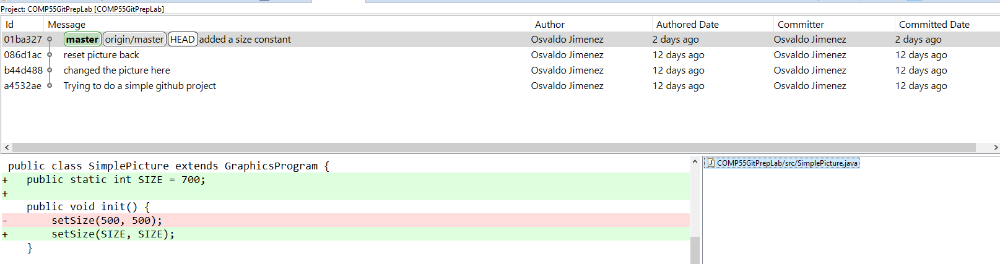 Project: COMP55GitPrepLab [COMP55GitPrepLab]
Id Message Author Authored Date Committer Committed Date
01ba327 master origin/master HEAD added a size constant Osvaldo Jimenez 2 days ago Osvaldo Jimenez 2 days ago
086d1ac reset picture back Osvaldo Jimenez 12 days ago Osvaldo Jimenez 12 days ago
b44d488 changed the picture here Osvaldo Jimenez 12 days ago Osvaldo Jimenez 12 days ago
a4532ae Trying to do a simple github project Osvaldo Jimenez 12 days ago Osvaldo Jimenez 12 days ago
public class SimplePicture extends GraphicsProgram {
+ public static int SIZE = 700;
+
public void init() {
- setSize(500, 500);
+ setSize(SIZE, SIZE);
}
COMP55GitPrepLab/src/SimplePicture.java